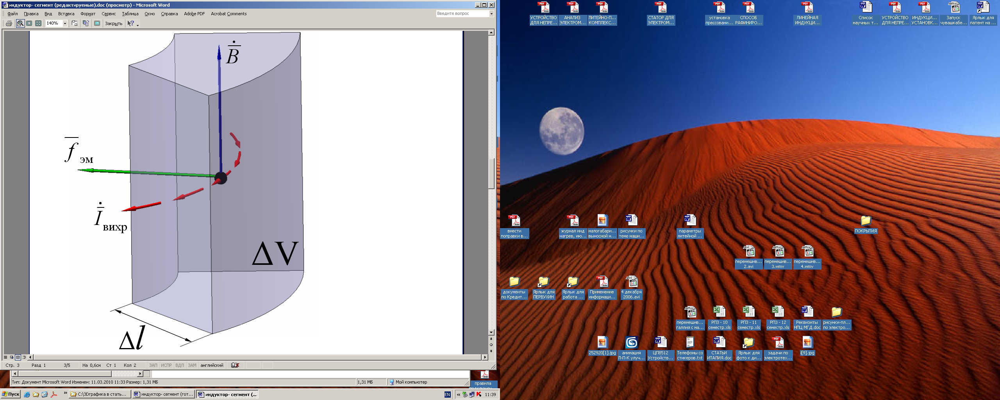 индуктор- сегмент (редактируемые).doc (просмотр) - Microsoft Word
Файл Правка Вид Вставка Формат Сервис Таблица Окно Справка Adobe PDF Acrobat Comments
Введите вопрос
140% Закрыть
B
f эм
I вихр
ΔV
Δl
Стр. 3 Разд 1 3/5 На 0,6см Ст 1 Кол 2 ЗАП ИСПР ВДЛ ЗАМ английский
Тип: Документ Microsoft Word Изменен: 11.03.2010 11:33 Размер: 1,31 МБ
1,31 МБ
Мой компьютер
правила
Пуск
C:\3Dграфика в стать...
индуктор- сегмент (гот...
индуктор- сегмент (...
EN
11:39
УСТРОЙСТВО
ДЛЯ НЕПРЕ...
АНАЛИЗ
ЭЛЕКТРОМ...
ЛИТЕЙНО-П...
КОМПЛЕКС...
СТАТОР ДЛЯ
ЭЛЕКТРОМ...
установка
прессовани...
СПОСОБ
РАФИНИРО...
ЛИНЕЙНАЯ
ИНДУКЦИ...
Список
научных т...
УСТРОЙСТВО
ДЛЯ НЕПРЕ...
ИНДУКЦИ...
УСТАНОВК...
Запуск
чувашкабе...
Ярлык для
патент на ...
внести
поправки в...
журнал инд
нагрев, ию...
малогабари...
выносной н...
рисунки по
теме маши...
параметры
литейной ...
ПОКРЫТИЯ
перемешив...
2.avi
перемешив...
3.wmv
перемешив...
4.wmv
документы
по Кредит...
Ярлык для
ПЕРВУХИН
Ярлык для
работа ...
Применение
информаци...
4 декабря
2006.avi
перемешив...
галлия с ма...
РПЗ - 10
семестр.xls
РПЗ - 11
семестр.xls
РПЗ - 12
семестр.xls
Реквизиты
НПЦ МГД.doc
рисунки-пл...
по электро...
252920[1].jpg
анимация
Л-П-К улуч...
ЦП8512
Устройств...
Телефоны со
стикеров.txt
СТАТЬИ
ИТАЛИЯ.doc
Ярлык для
фото к ди...
задачи по
электротех...
i[9].jpg